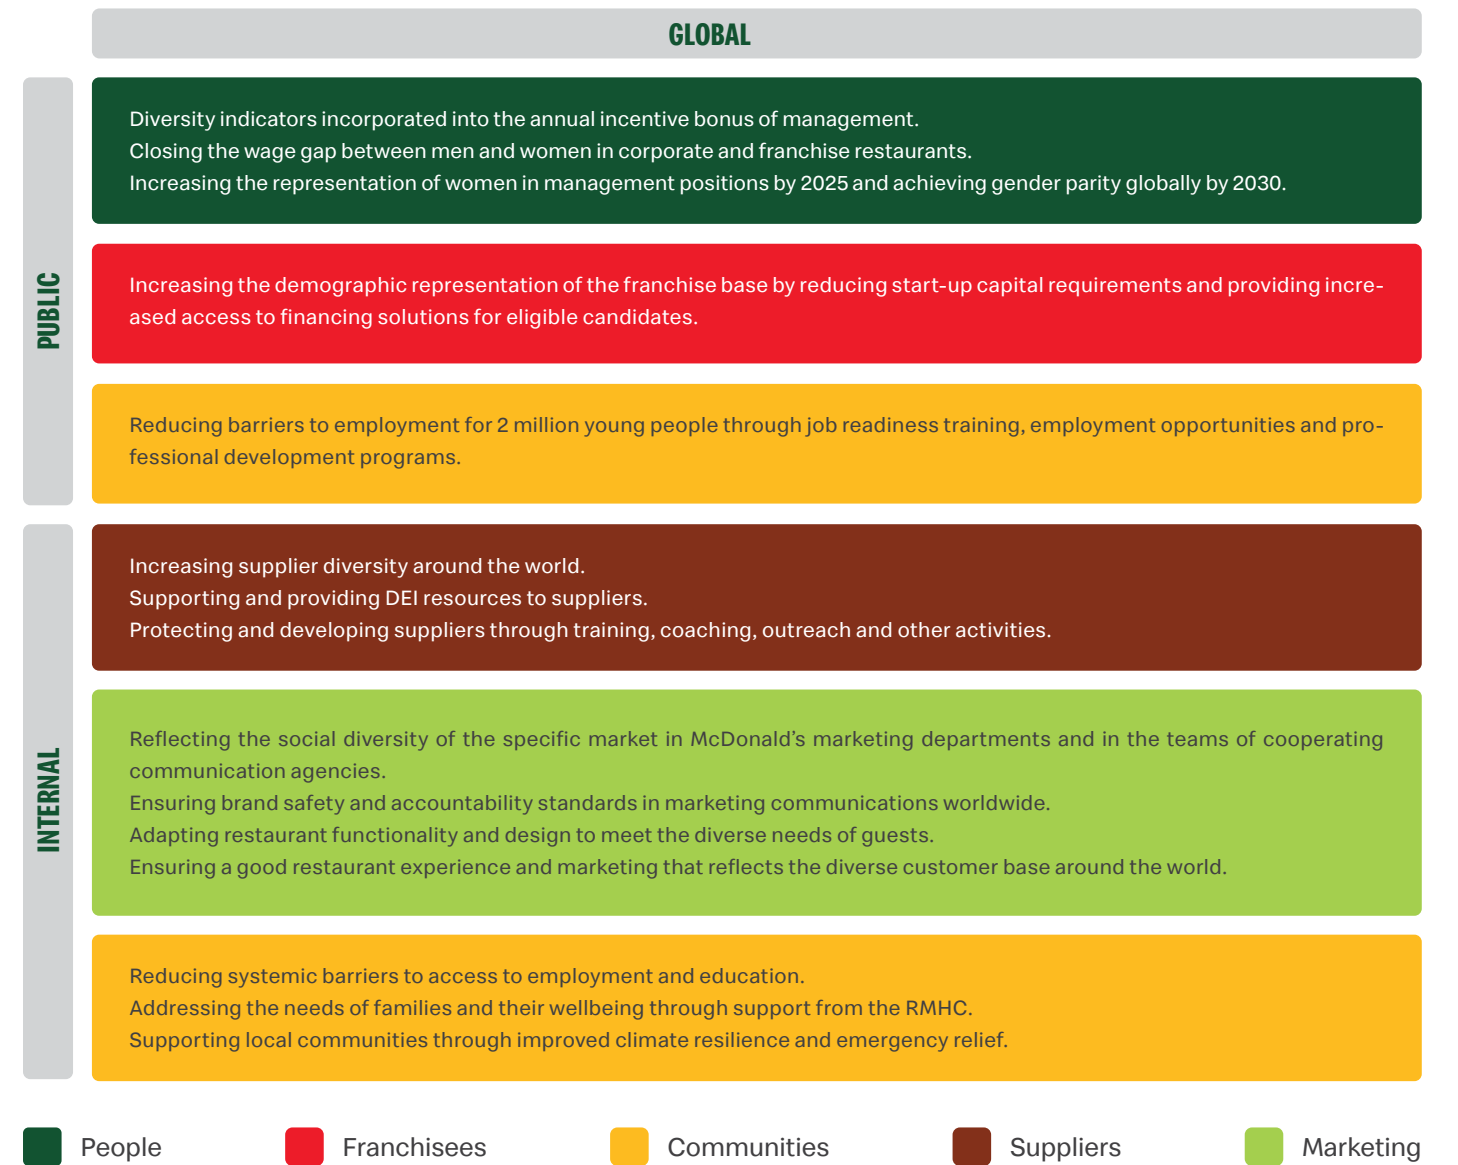 GLOBAL
PUBLIC
Diversity indicators incorporated into the annual incentive bonus of management.
Closing the wage gap between men and women in corporate and franchise restaurants.
Increasing the representation of women in management positions by 2025 and achieving gender parity globally by 2030.
Increasing the demographic representation of the franchise base by reducing start-up capital requirements and providing incre-
ased access to financing solutions for eligible candidates.
Reducing barriers to employment for 2 million young people through job readiness training, employment opportunities and pro-
fessional development programs.
INTERNAL
Increasing supplier diversity around the world.
Supporting and providing DEI resources to suppliers.
Protecting and developing suppliers through training, coaching, outreach and other activities.
Reflecting the social diversity of the specific market in McDonald's marketing departments and in the teams of cooperating
communication agencies.
Ensuring brand safety and accountability standards in marketing communications worldwide.
Adapting restaurant functionality and design to meet the diverse needs of guests.
Ensuring a good restaurant experience and marketing that reflects the diverse customer base around the world.
Reducing systemic barriers to access to employment and education.
Addressing the needs of families and their wellbeing through support from the RMHC.
Supporting local communities through improved climate resilience and emergency relief.
People Franchisees Communities Suppliers Marketing